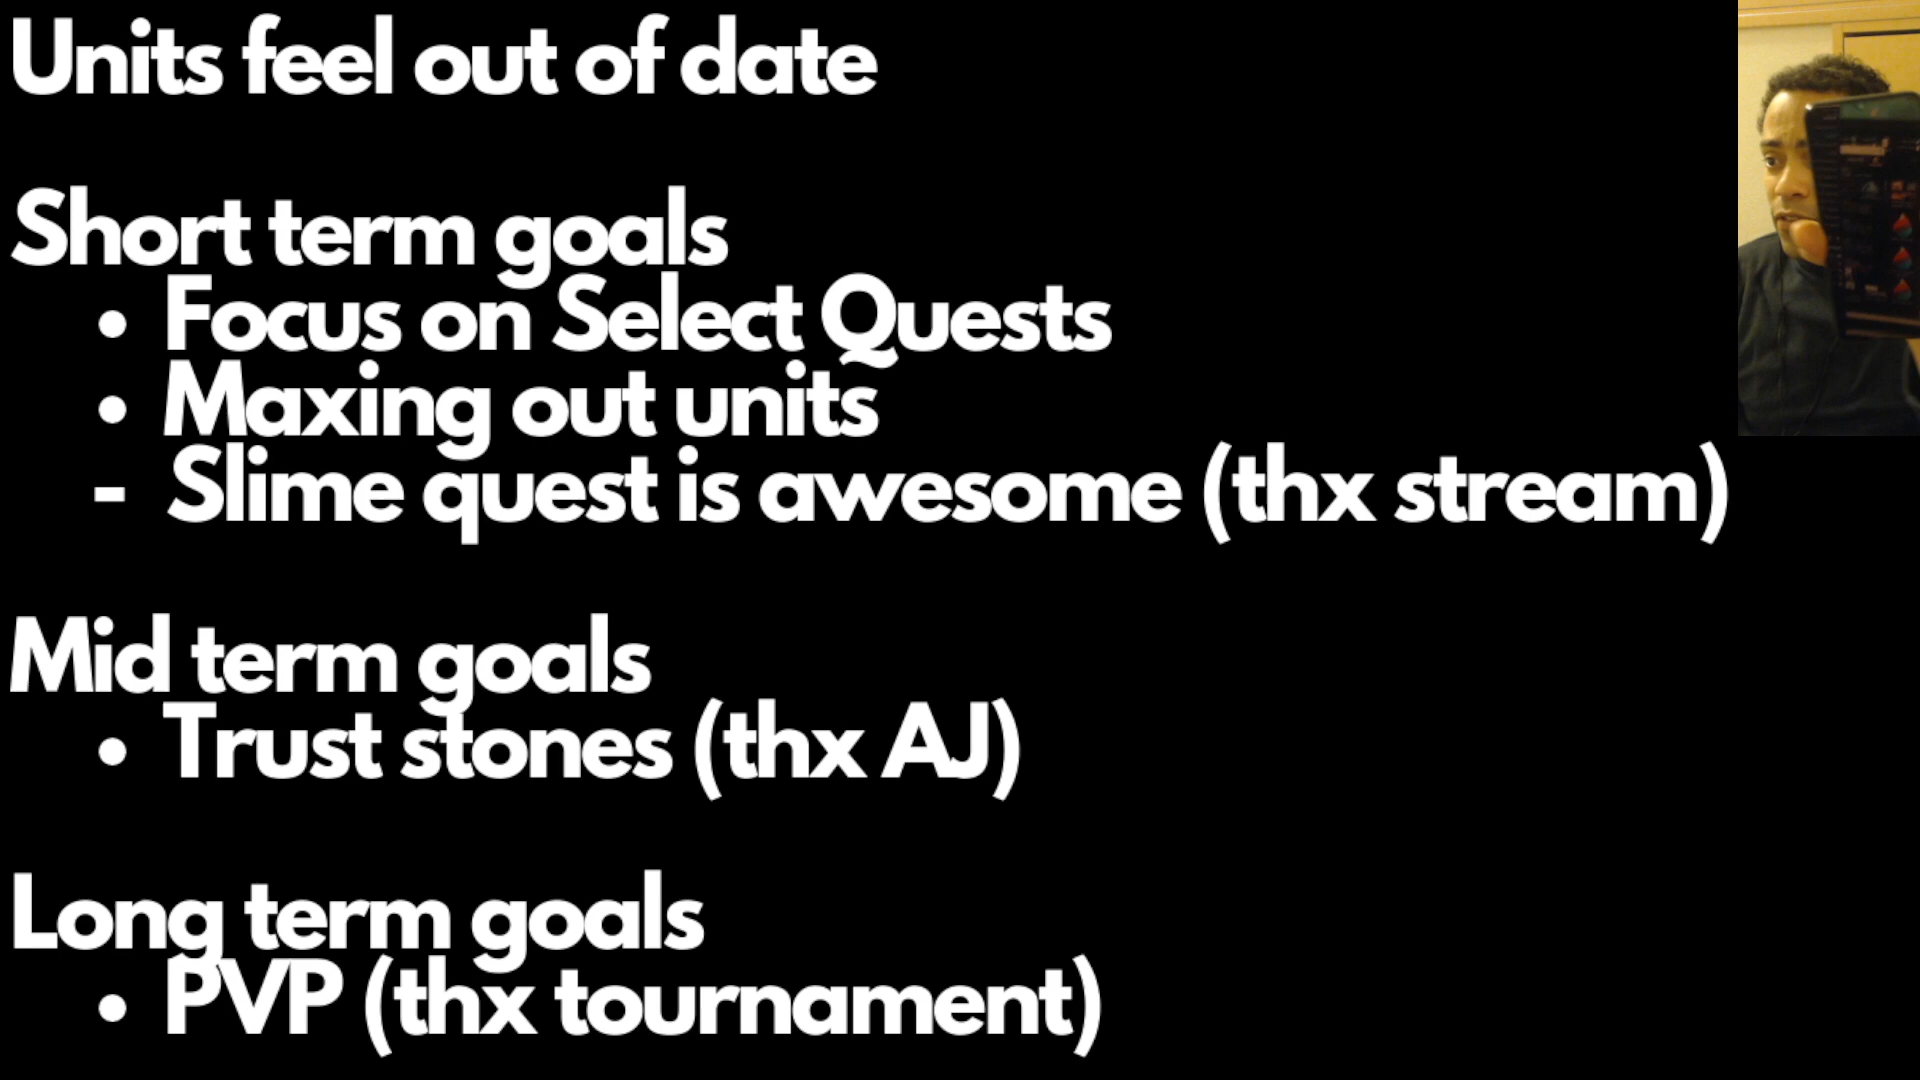 Units feel out of date
Short term goals
• Focus on Select Quests
• Maxing out units
- Slime quest is awesome (thx stream)
Mid term goals
• Trust stones (thx AJ)
Long term goals
• PVP (thx tournament)